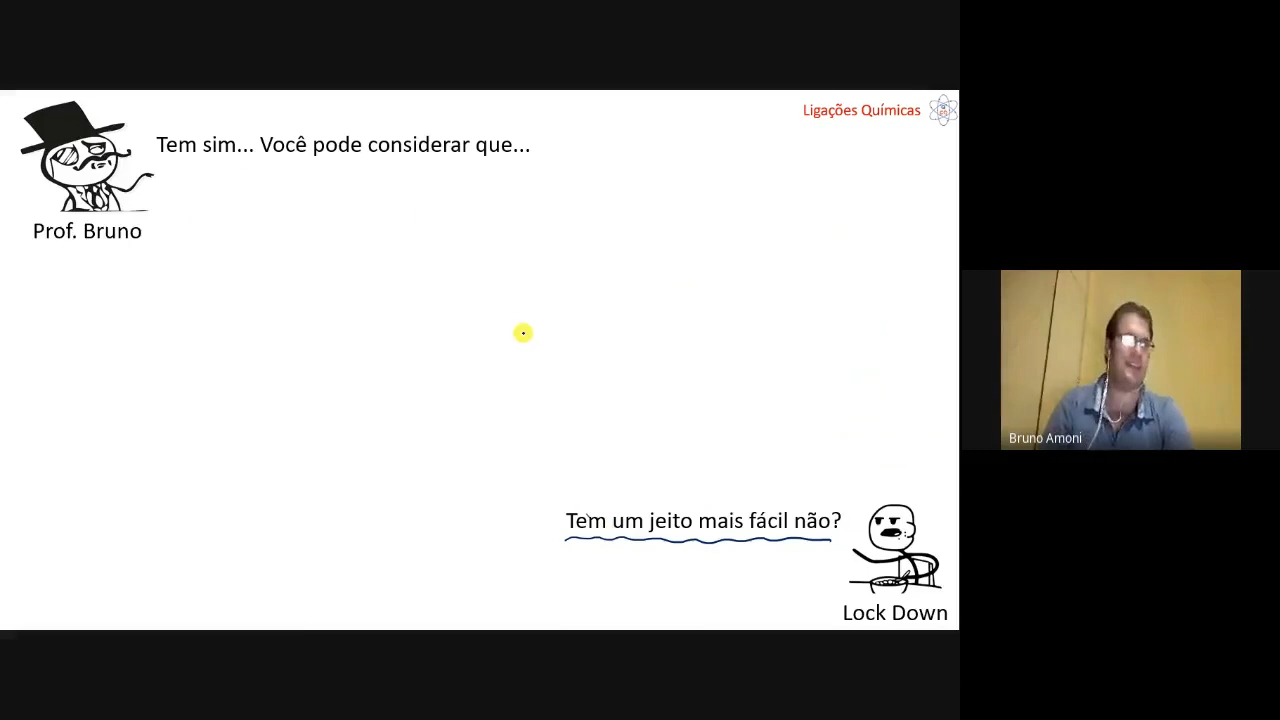 Ligações Químicas
Tem sim... Você pode considerar que...
Prof. Bruno
Bruno Amoni
Tem um jeito mais fácil não?
Lock Down